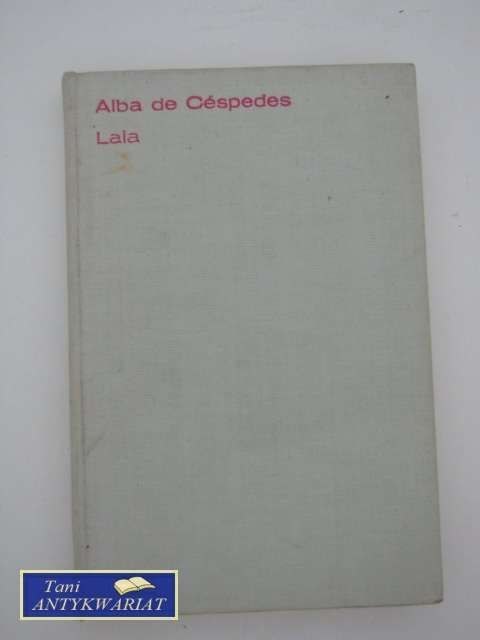 Alba de Céspedes
Lala
Tani
ANTYKWARIAT